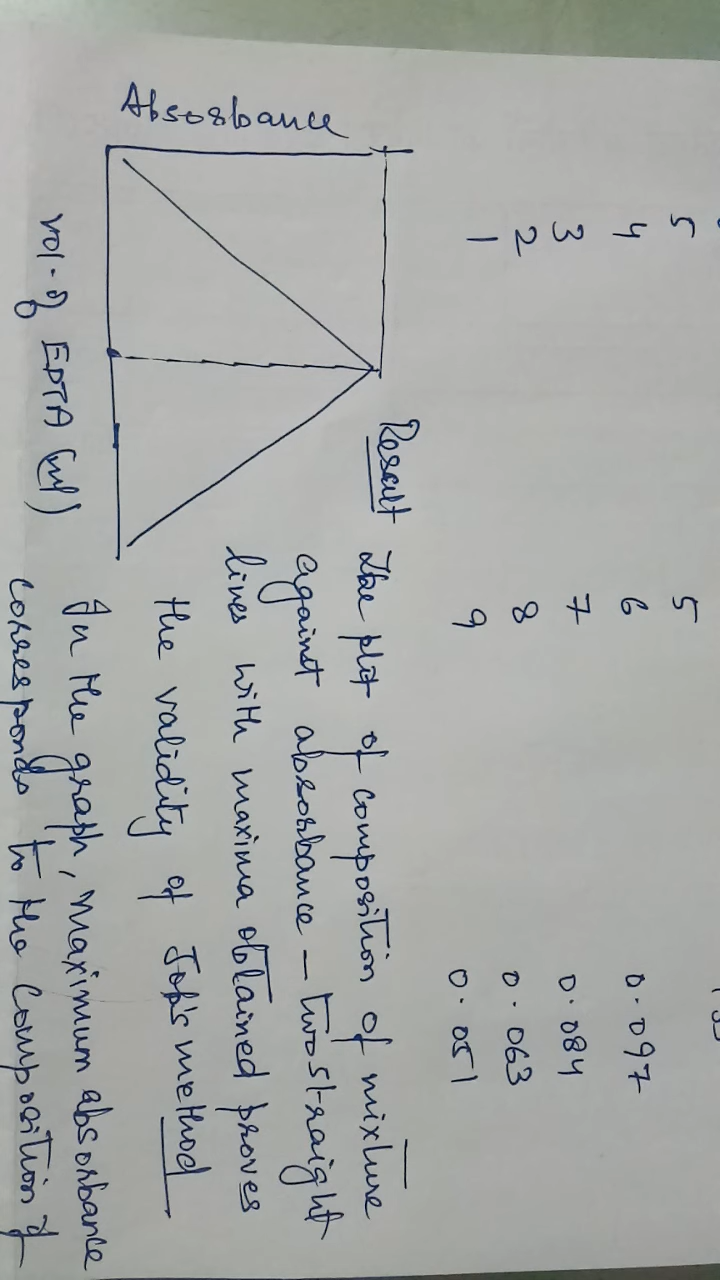 5 5
4 6 0.097
3 7 0.084
2 8 0.063
1 9 0.051
Absorbance
vol. of EDTA (ml)
Result The plot of composition of mixture
against absorbance - two straight
lines with maxima obtained proves
the validity of Job's method
In the graph, maximum absorbance
corresponds to the composition of